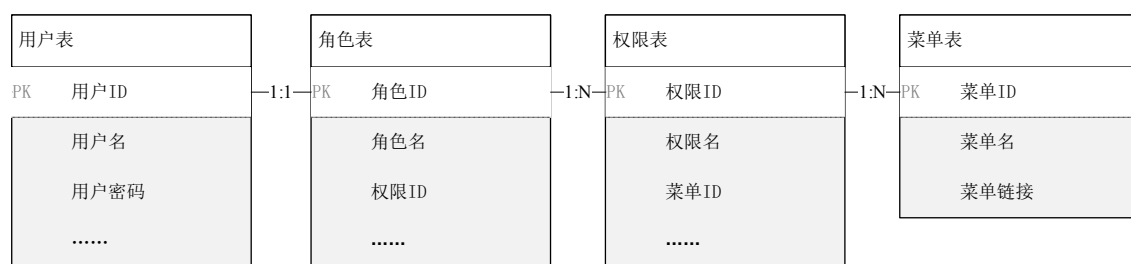 用户表 角色表 权限表 菜单表
PK 用户ID 1:1 PK 角色ID 1:N PK 权限ID 1:N PK 菜单ID
用户名 角色名 权限名 菜单名
用户密码 权限ID 菜单ID 菜单链接
…… …… ……